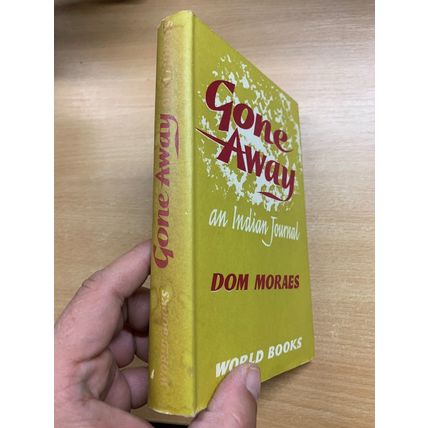 Gone
Away
an Indian Journal
DOM MORAES
WORLD BOOKS
Gone Away